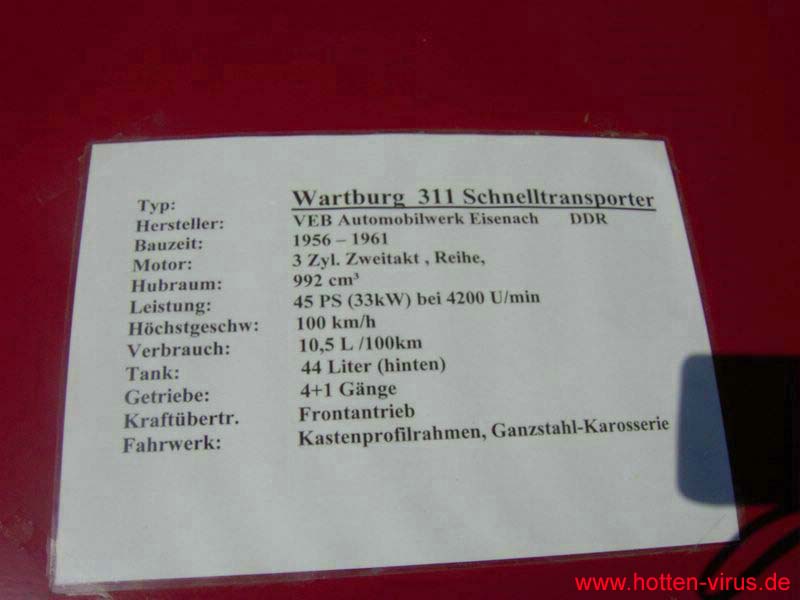 Typ: Wartburg 311 Schnelltransporter
Hersteller: VEB Automobilwerk Eisenach DDR
Bauzeit: 1956 – 1961
Motor: 3 Zyl. Zweitakt , Reihe,
Hubraum: 992 cm³
Leistung: 45 PS (33kW) bei 4200 U/min
Höchstgeschw: 100 km/h
Verbrauch: 10,5 L /100km
Tank: 44 Liter (hinten)
Getriebe: 4+1 Gänge
Kraftübertr. Frontantrieb
Fahrwerk: Kastenprofilrahmen, Ganzstahl-Karosserie
www.hotten-virus.de